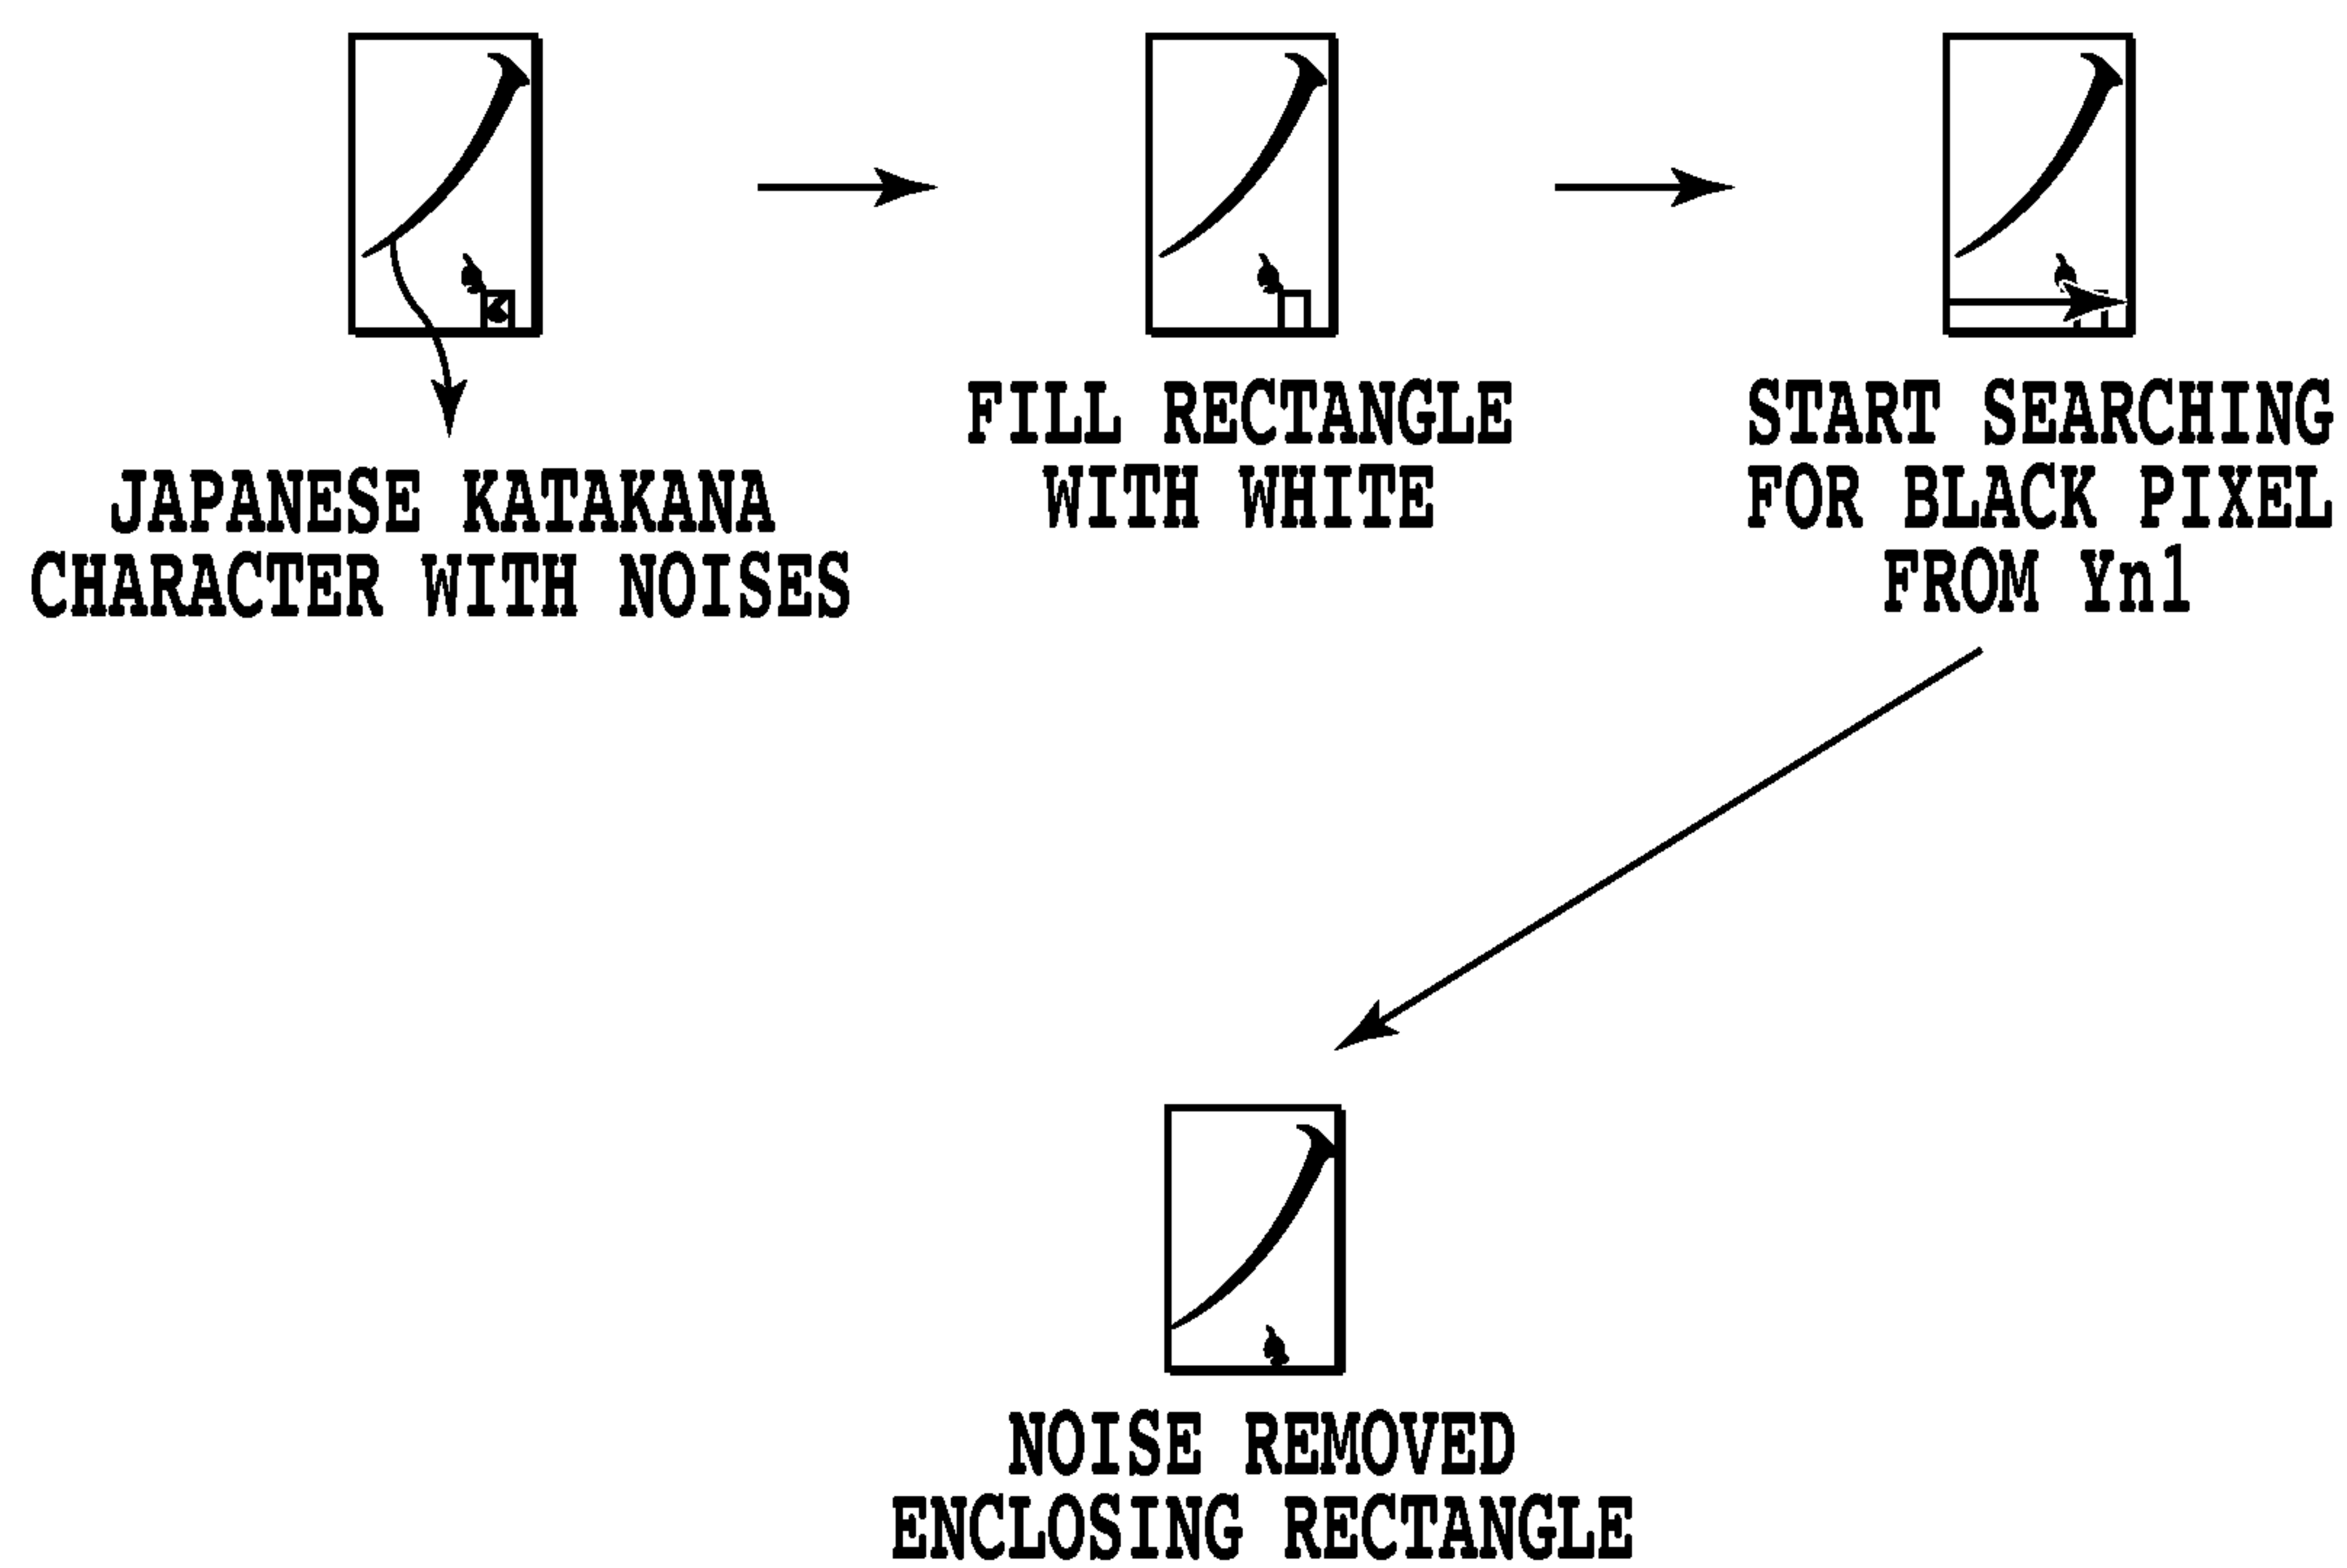 JAPANESE KATAKANA
CHARACTER WITH NOISES
FILL RECTANGLE
WITH WHITE
START SEARCHING
FOR BLACK PIXEL
FROM Yn1
NOISE REMOVED
ENCLOSING RECTANGLE